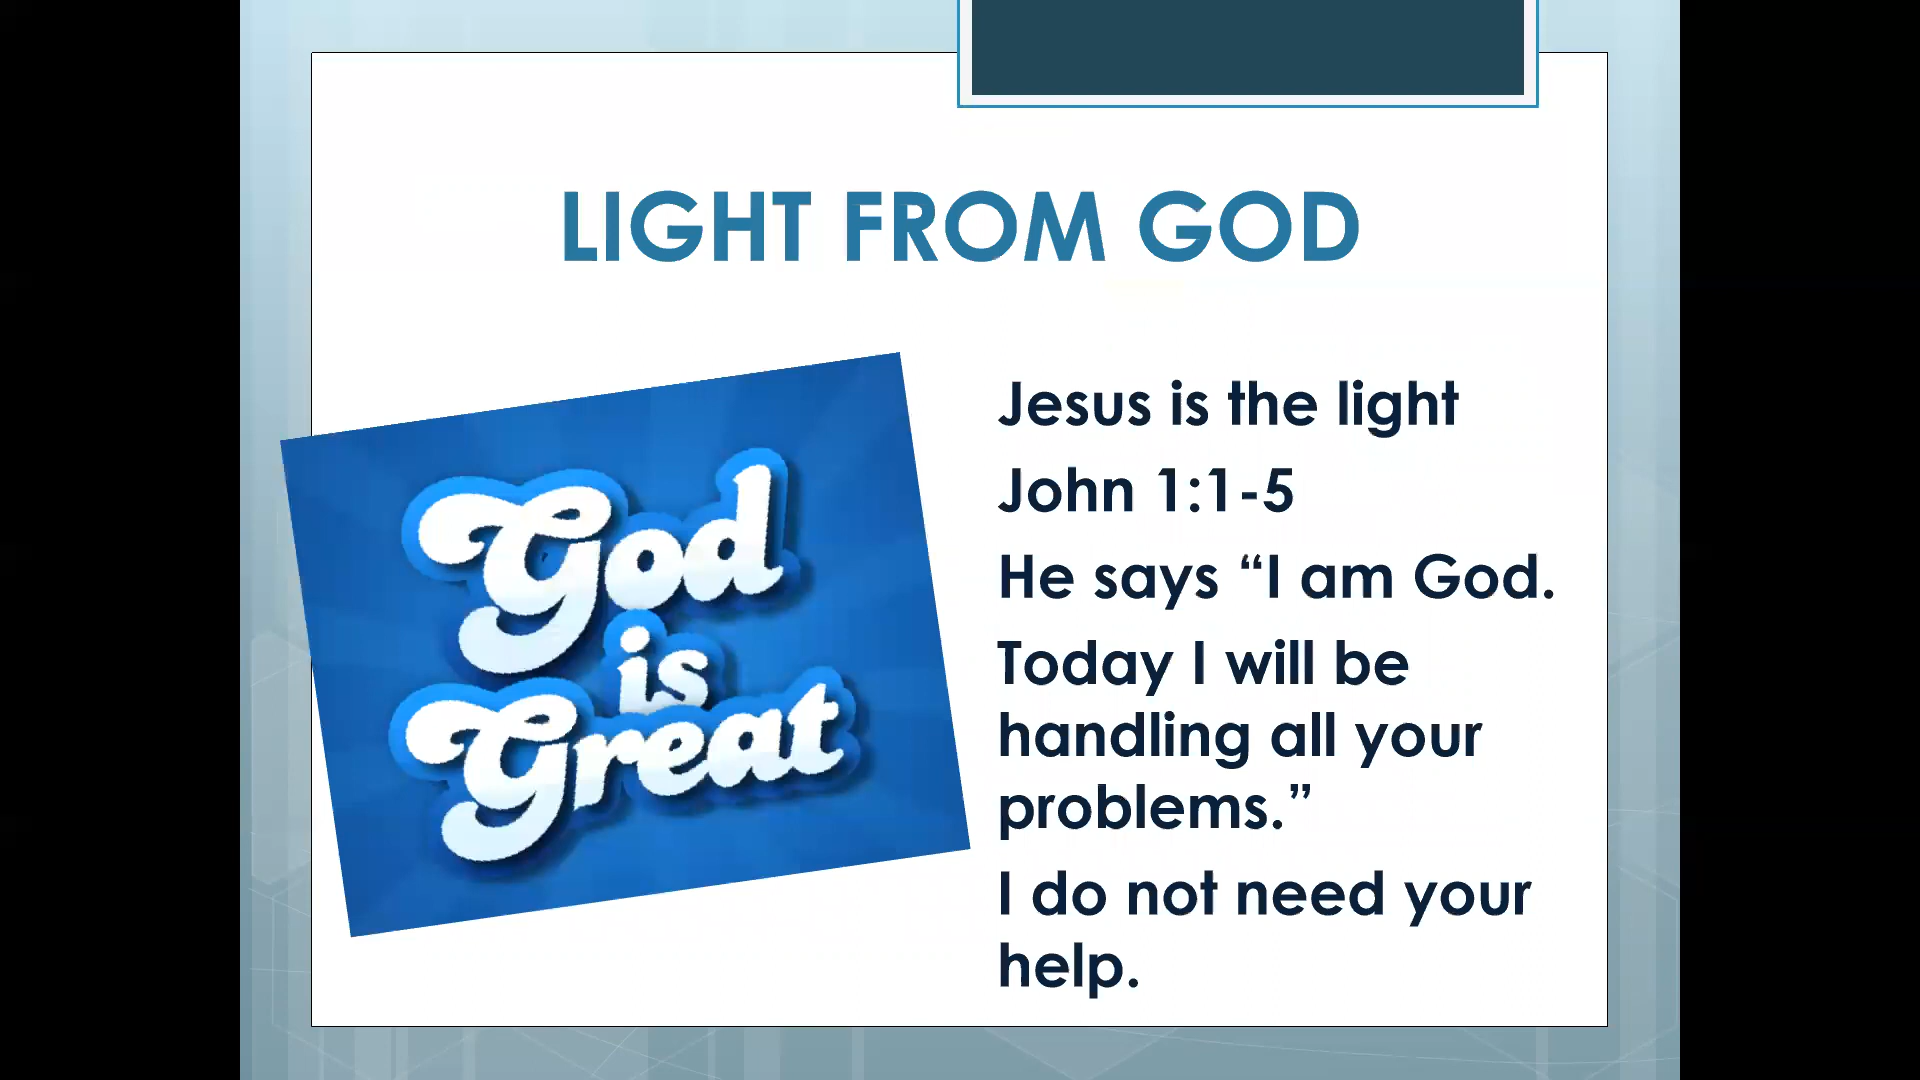 LIGHT FROM GOD
God
is
Great
Jesus is the light
John 1:1-5
He says “I am God.
Today I will be
handling all your
problems.”
I do not need your
help.